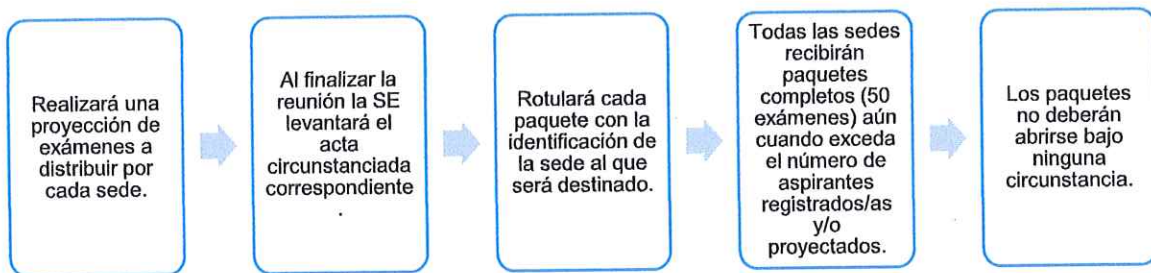 Realizará una
proyección de
exámenes a
distribuir por
cada sede.
Al finalizar la
reunión la SE
levantará el
acta
circunstanciada
correspondiente
.
Rotulará cada
paquete con la
identificación de
la sede al que
será destinado.
Todas las sedes
recibirán
paquetes
completos (50
exámenes) aún
cuando exceda
el número de
aspirantes
registrados/as
y/o
proyectados.
Los paquetes
no deberán
abrirse bajo
ninguna
circunstancia.